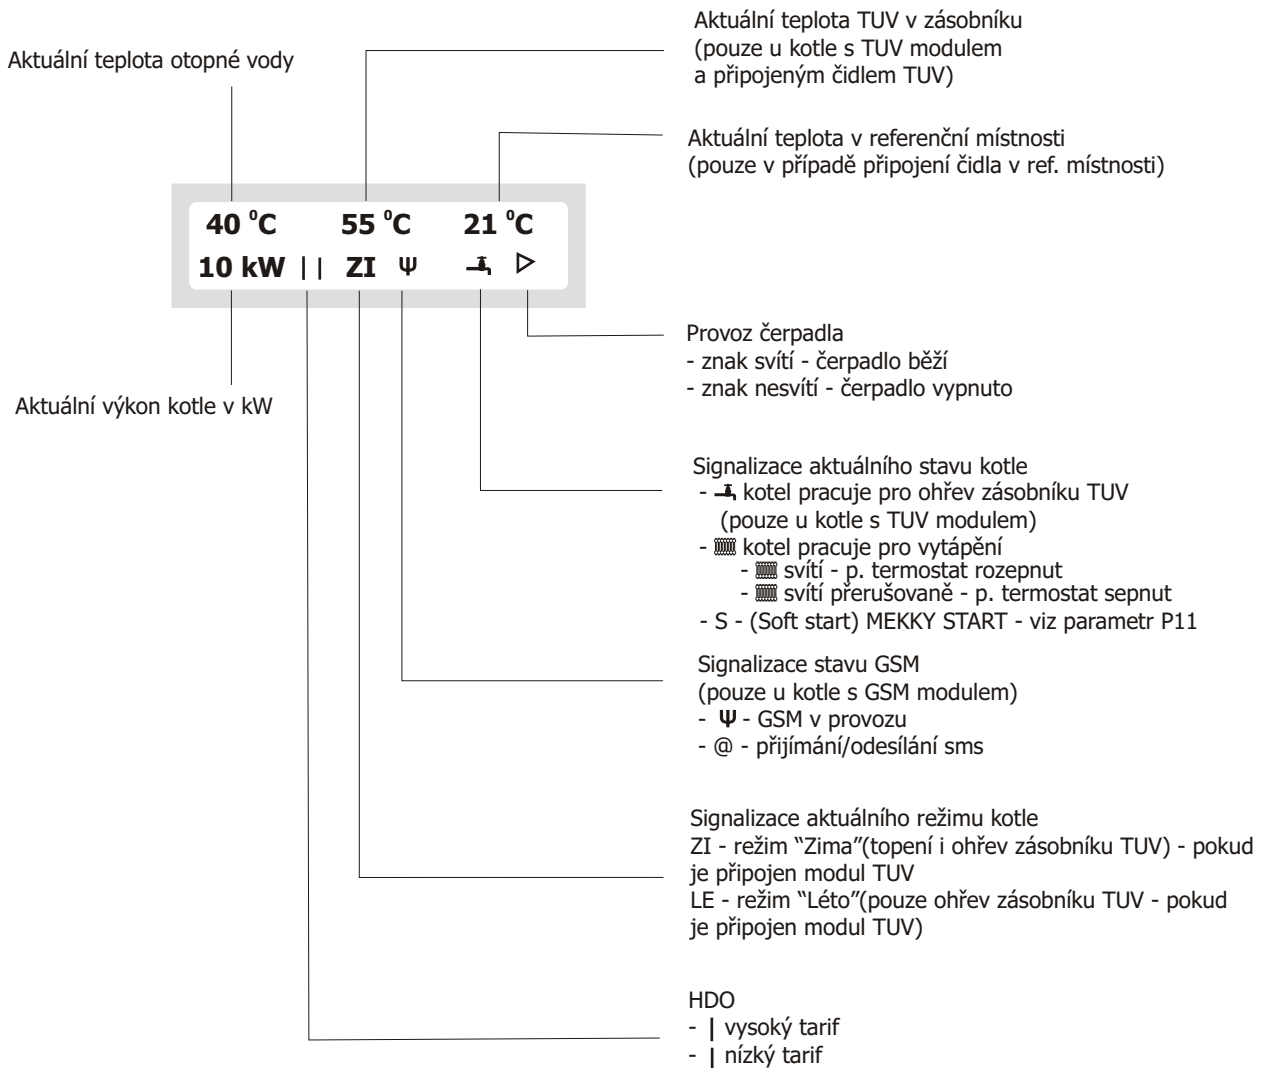 Aktuální teplota otopné vody
Aktuální teplota TUV v zásobníku
(pouze u kotle s TUV modulem
a připojeným čidlem TUV)
Aktuální teplota v referenční místnosti
(pouze v případě připojení čidla v ref. místnosti)
40 °C 55 °C 21 °C
10 kW | | ZI Ψ ▷
Aktuální výkon kotle v kW
Provoz čerpadla
- znak svítí - čerpadlo běží
- znak nesvítí - čerpadlo vypnuto
Signalizace aktuálního stavu kotle
- kotel pracuje pro ohřev zásobníku TUV
(pouze u kotle s TUV modulem)
- kotel pracuje pro vytápění
- svítí - p. termostat rozepnut
- svítí přerušovaně - p. termostat sepnut
- S - (Soft start) MEKKY START - viz parametr P11
Signalizace stavu GSM
(pouze u kotle s GSM modulem)
- Ψ - GSM v provozu
- @ - přijímání/odesílání sms
Signalizace aktuálního režimu kotle
ZI - režim “Zima”(topení i ohřev zásobníku TUV) - pokud
je připojen modul TUV
LE - režim “Léto”(pouze ohřev zásobníku TUV - pokud
je připojen modul TUV)
HDO
- | vysoký tarif
- | nízký tarif